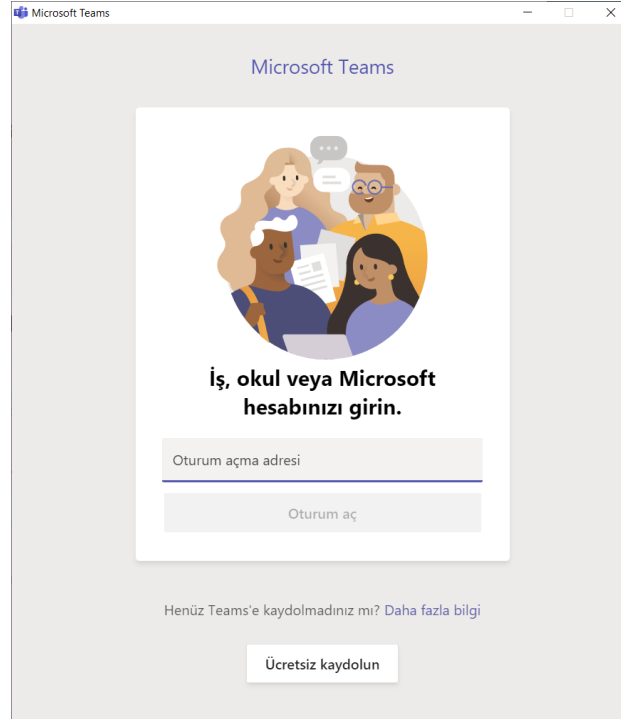 Microsoft Teams
Microsoft Teams
İş, okul veya Microsoft
hesabınızı girin.
Oturum açma adresi
Oturum aç
Henüz Teams'e kaydolmadınız mı? Daha fazla bilgi
Ücretsiz kaydolun